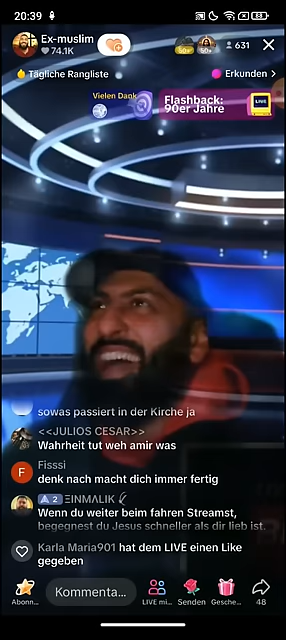 20:39
58
Ex-muslim
74.1K
50+
50+
631
Tägliche Rangliste
Erkunden >
Vielen Dank
Flashback:
90er Jahre
LIVE
sowas passiert in der Kirche ja
<<JULIOS CESAR>>
Wahrheit tut weh amir was
F
Fisssi
denk nach macht dich immer fertig
A 2
Wenn du weiter beim fahren Streamst,
begegnest du Jesus schneller als dir lieb ist.
Karla Maria901 hat dem LIVE einen Like
gegeben
Kommenta...
Abonn...
LIVE mi...
Senden
Gesche...
48